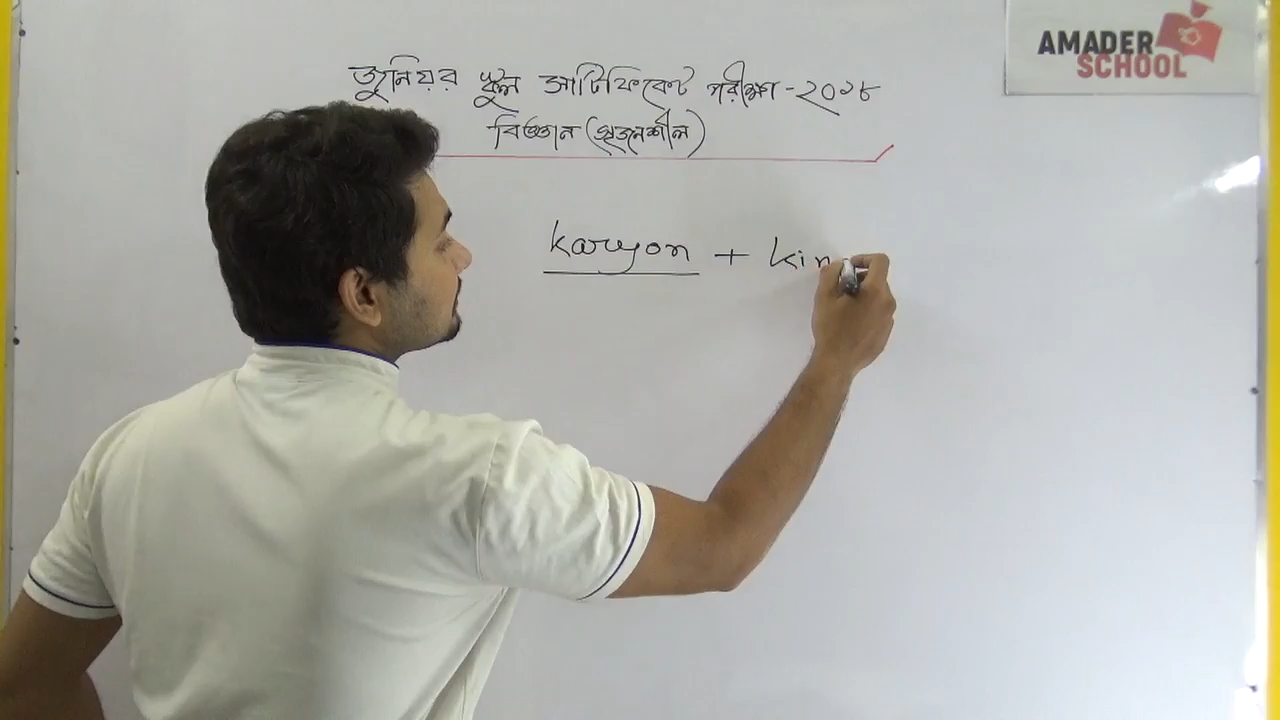 AMADER
SCHOOL
জুনিয়র স্কুল সার্টিফিকেট পরীক্ষা-২০১৮
বিজ্ঞান (সৃজনশীল)
karyon + kin